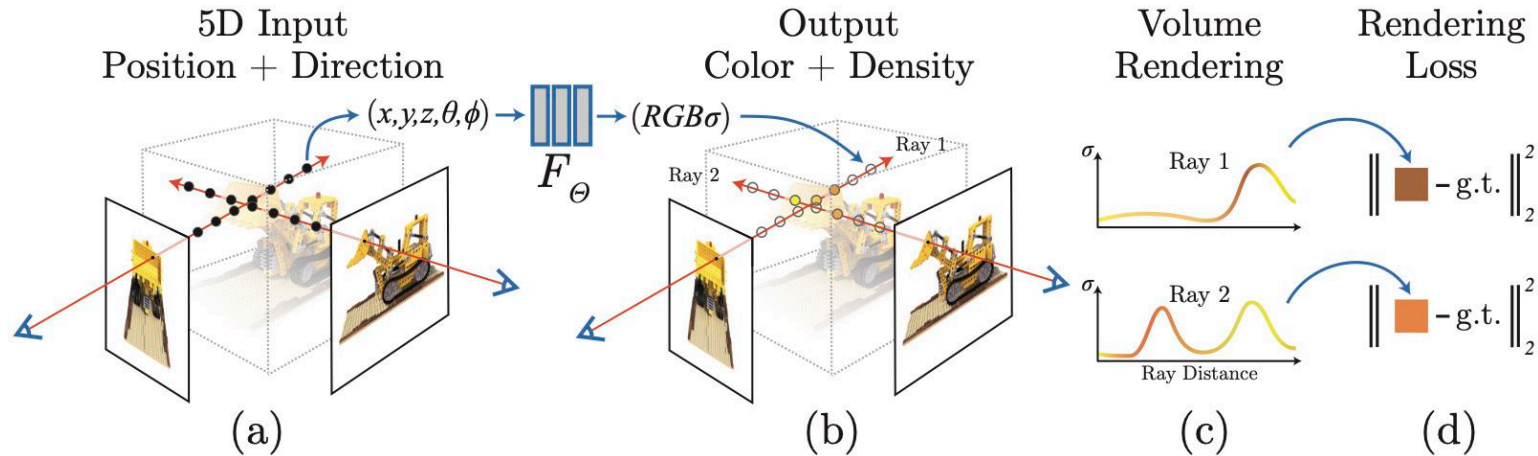 5D Input
Position + Direction
Output
Color + Density
Volume
Rendering
Rendering
Loss
(x,y,z,θ,ϕ)
F_Θ
(RGBσ)
Ray 1
Ray 2
σ
Ray 1
‖ – g.t. ‖²₂
σ
Ray 2
Ray Distance
‖ – g.t. ‖²₂
(a)
(b)
(c)
(d)